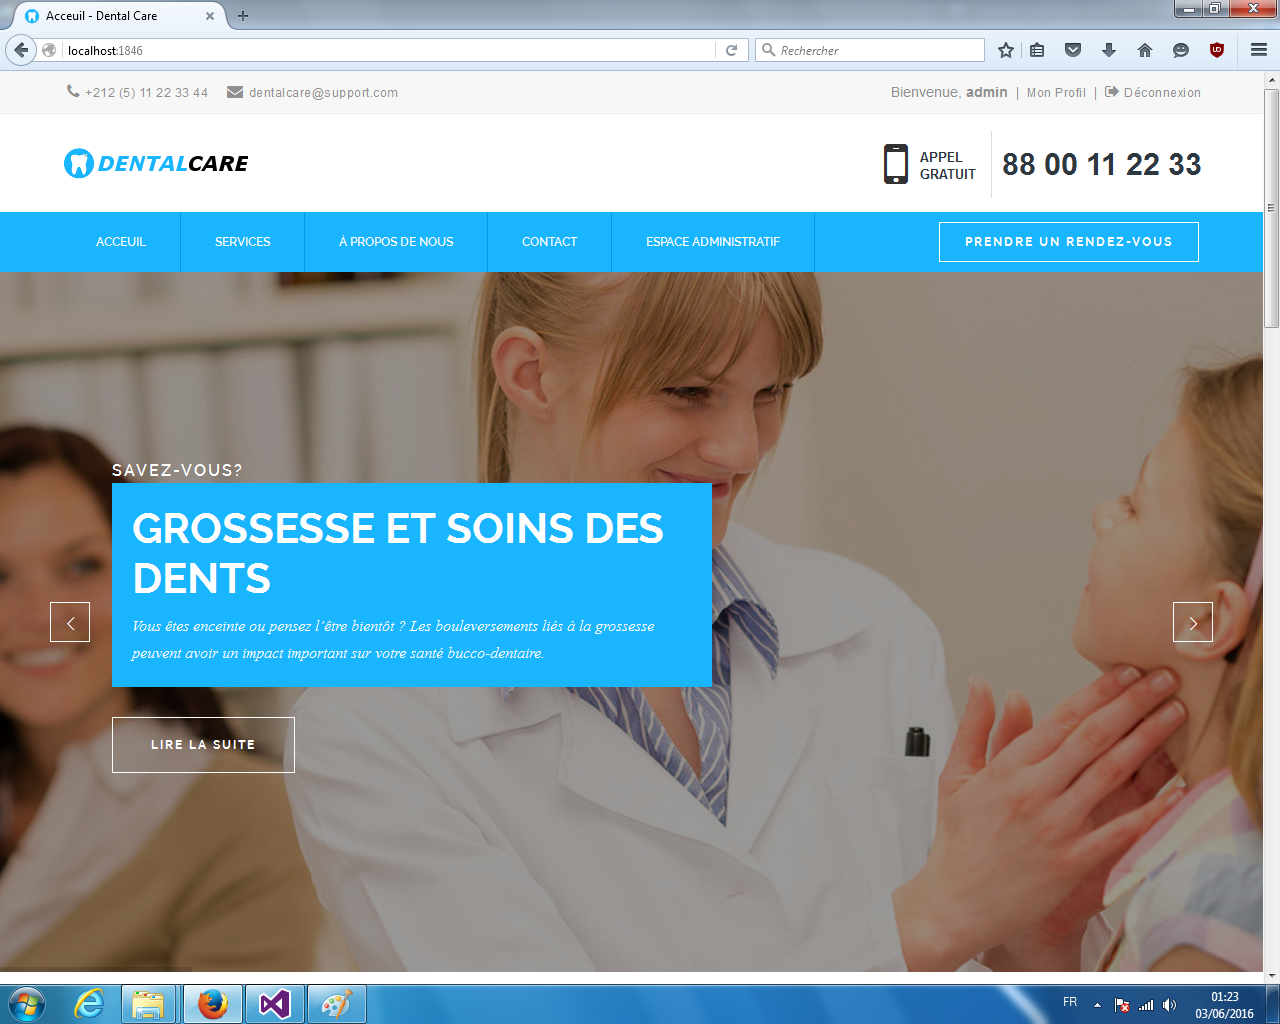 Acceuil - Dental Care
localhost:1846
Rechercher
+212 (5) 11 22 33 44 dentalcare@support.com
Bienvenue, admin | Mon Profil | Déconnexion
DENTALCARE
APPEL
GRATUIT
88 00 11 22 33
ACCEUIL SERVICES À PROPOS DE NOUS CONTACT ESPACE ADMINISTRATIF PRENDRE UN RENDEZ-VOUS
SAVEZ-VOUS?
GROSSESSE ET SOINS DES
DENTS
Vous êtes enceinte ou pensez l'être bientôt ? Les bouleversements liés à la grossesse
peuvent avoir un impact important sur votre santé bucco-dentaire.
LIRE LA SUITE
FR
01:23
03/06/2016